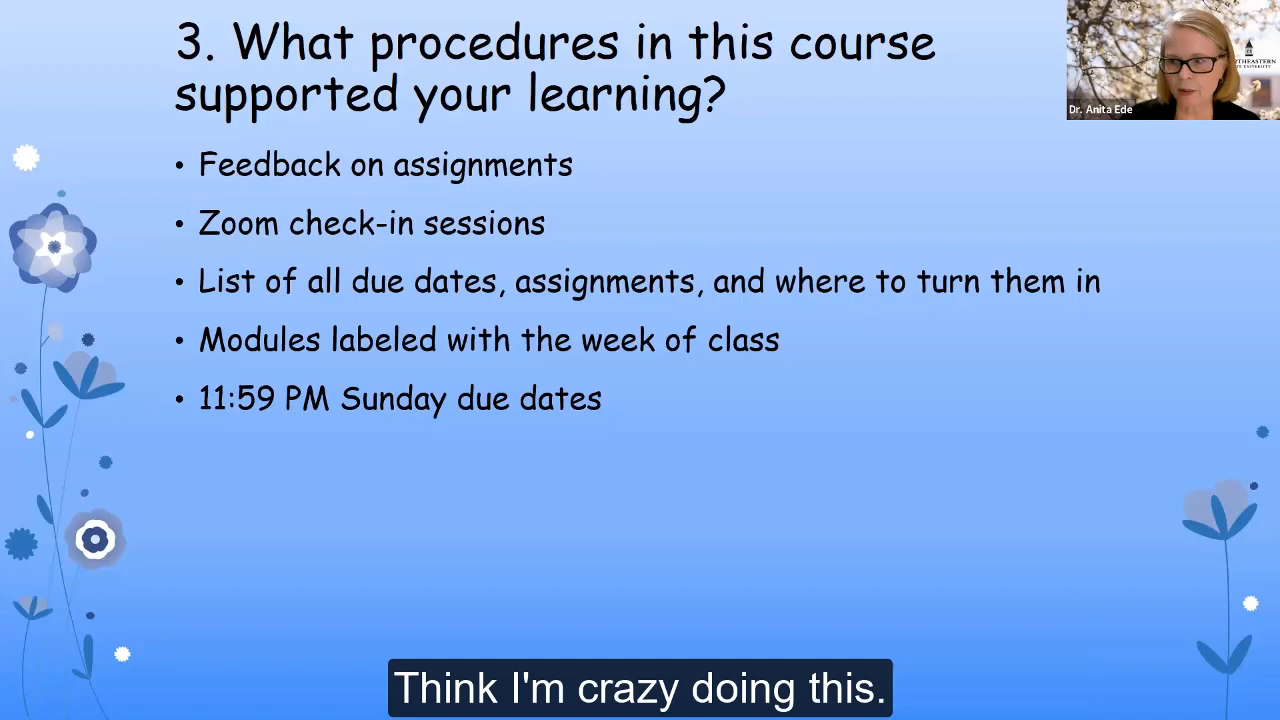 3. What procedures in this course
supported your learning?
• Feedback on assignments
• Zoom check-in sessions
• List of all due dates, assignments, and where to turn them in
• Modules labeled with the week of class
• 11:59 PM Sunday due dates
Dr. Anita Ede
Think I'm crazy doing this.